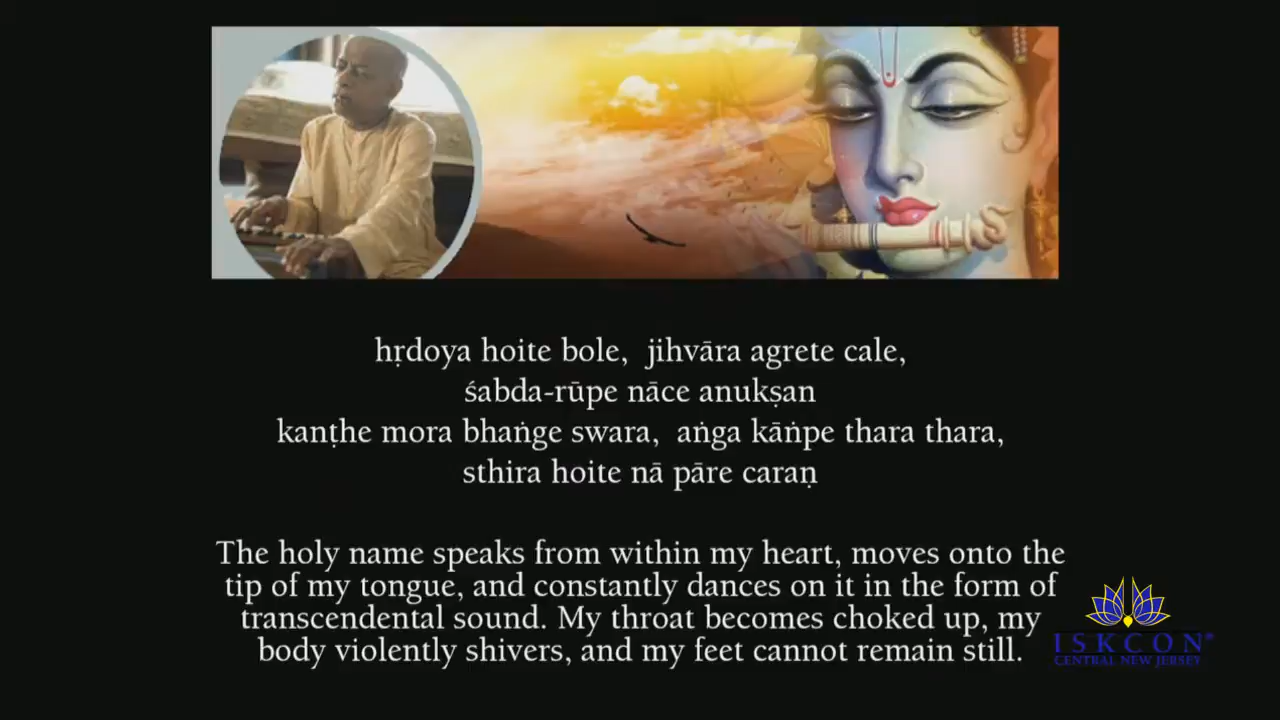 hṛdoya hoite bole,  jihvāra agrete cale,
śabda-rūpe nāce anukṣan
kaṇṭhe mora bhaṅge swara,  aṅga kāṅpe thara thara,
sthira hoite nā pāre caraṇ
The holy name speaks from within my heart, moves onto the
tip of my tongue, and constantly dances on it in the form of
transcendental sound. My throat becomes choked up, my
body violently shivers, and my feet cannot remain still.
ISKCON®
CENTRAL NEW JERSEY